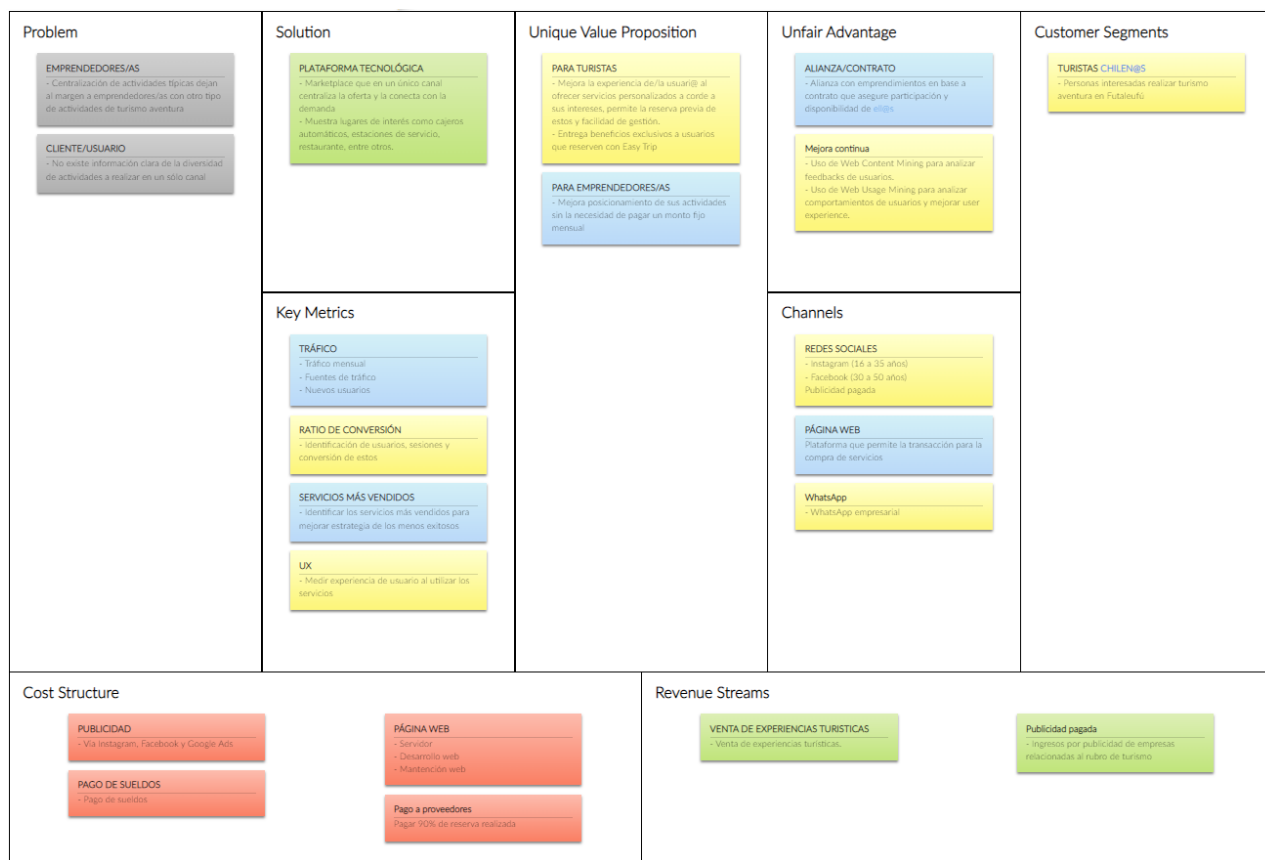 Problem
EMPRENDEDORES/AS
- Centralización de actividades típicas dejan
al margen a emprendedores/as con otro tipo
de actividades de turismo aventura
CLIENTE/USUARIO
- No existe información clara de la diversidad
de actividades a realizar en un sólo canal
Solution
PLATAFORMA TECNOLÓGICA
- Marketplace que en un único canal
centraliza la oferta y la conecta con la
demanda
- Muestra lugares de interés como cajeros
automáticos, estaciones de servicio,
restaurante, entre otros.
Key Metrics
TRÁFICO
- Tráfico mensual
- Fuentes de tráfico
- Nuevos usuarios
RATIO DE CONVERSIÓN
- Identificación de usuarios, sesiones y
conversión de estos
SERVICIOS MÁS VENDIDOS
- Identificar los servicios más vendidos para
mejorar estrategia de los menos exitosos
UX
- Medir experiencia de usuario al utilizar los
servicios
Unique Value Proposition
PARA TURISTAS
- Mejora la experiencia de/la usuari@ al
ofrecer servicios personalizados a corde a
sus intereses, permite la reserva previa de
estos y facilidad de gestión.
- Entrega beneficios exclusivos a usuarios
que reserven con Easy Trip
PARA EMPRENDEDORES/AS
- Mejora posicionamiento de sus actividades
sin la necesidad de pagar un monto fijo
mensual
Unfair Advantage
ALIANZA/CONTRATO
- Alianza con emprendimientos en base a
contrato que asegure participación y
disponibilidad de ell@s
Mejora continua
- Uso de Web Content Mining para analizar
feedbacks de usuarios.
- Uso de Web Usage Mining para analizar
comportamientos de usuarios y mejorar user
experience.
Channels
REDES SOCIALES
- Instagram (16 a 35 años)
- Facebook (30 a 50 años)
Publicidad pagada
PÁGINA WEB
Plataforma que permite la transacción para la
compra de servicios
WhatsApp
- WhatsApp empresarial
Customer Segments
TURISTAS CHILEN@S
- Personas interesadas realizar turismo
aventura en Futaleufú
Cost Structure
PUBLICIDAD
- Vía Instagram, Facebook y Google Ads
PAGO DE SUELDOS
- Pago de sueldos
PÁGINA WEB
- Servidor
- Desarrollo web
- Mantención web
Pago a proveedores
Pagar 90% de reserva realizada
Revenue Streams
VENTA DE EXPERIENCIAS TURISTICAS
- Venta de experiencias turísticas.
Publicidad pagada
- Ingresos por publicidad de empresas
relacionadas al rubro de turismo